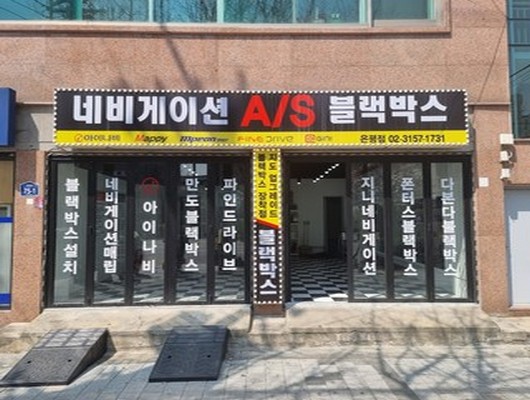 네비게이션 A/S 블랙박스
아이나비 Mappy mpeon FINEDRIVE GINI 은평점 02-3157-1731
블랙박스설치
네비게이션매립
아이나비
만도블랙박스
파인드라이브
지도 업그레이드
블랙박스 장착점
블랙박스
지니네비게이션
폰터스블랙박스
다본다블랙박스